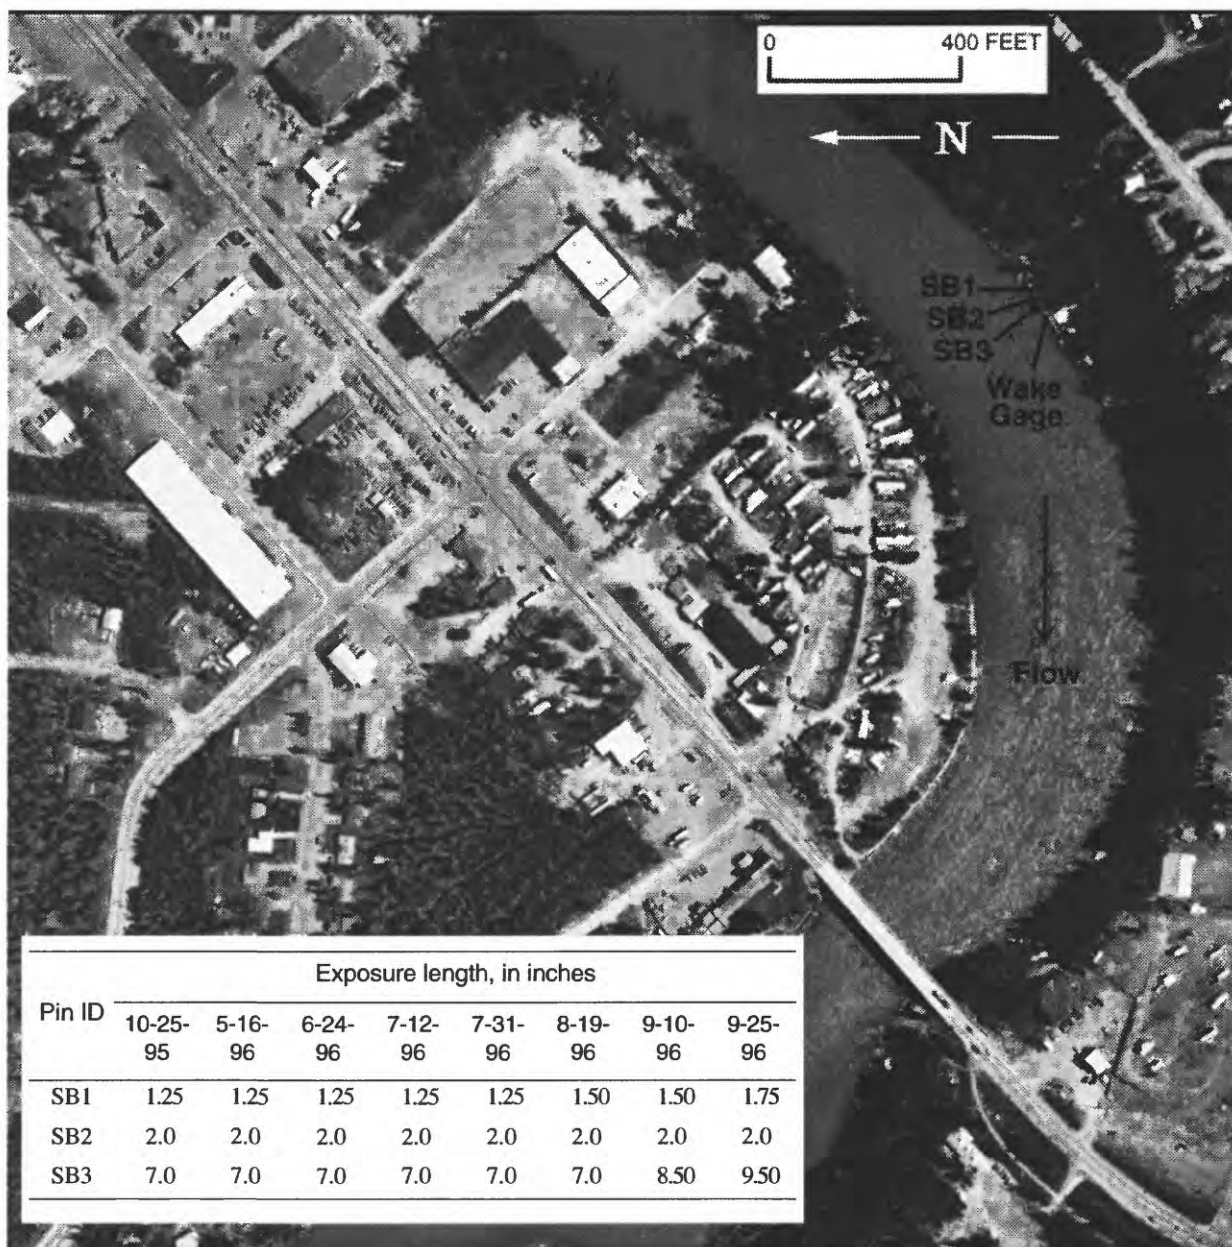 0 400 FEET
N
SB1
SB2
SB3
Wake
Gage
Flow
Exposure length, in inches
Pin ID
10-25-95 5-16-96 6-24-96 7-12-96 7-31-96 8-19-96 9-10-96 9-25-96
SB1 1.25 1.25 1.25 1.25 1.25 1.50 1.50 1.75
SB2 2.0 2.0 2.0 2.0 2.0 2.0 2.0 2.0
SB3 7.0 7.0 7.0 7.0 7.0 7.0 8.50 9.50